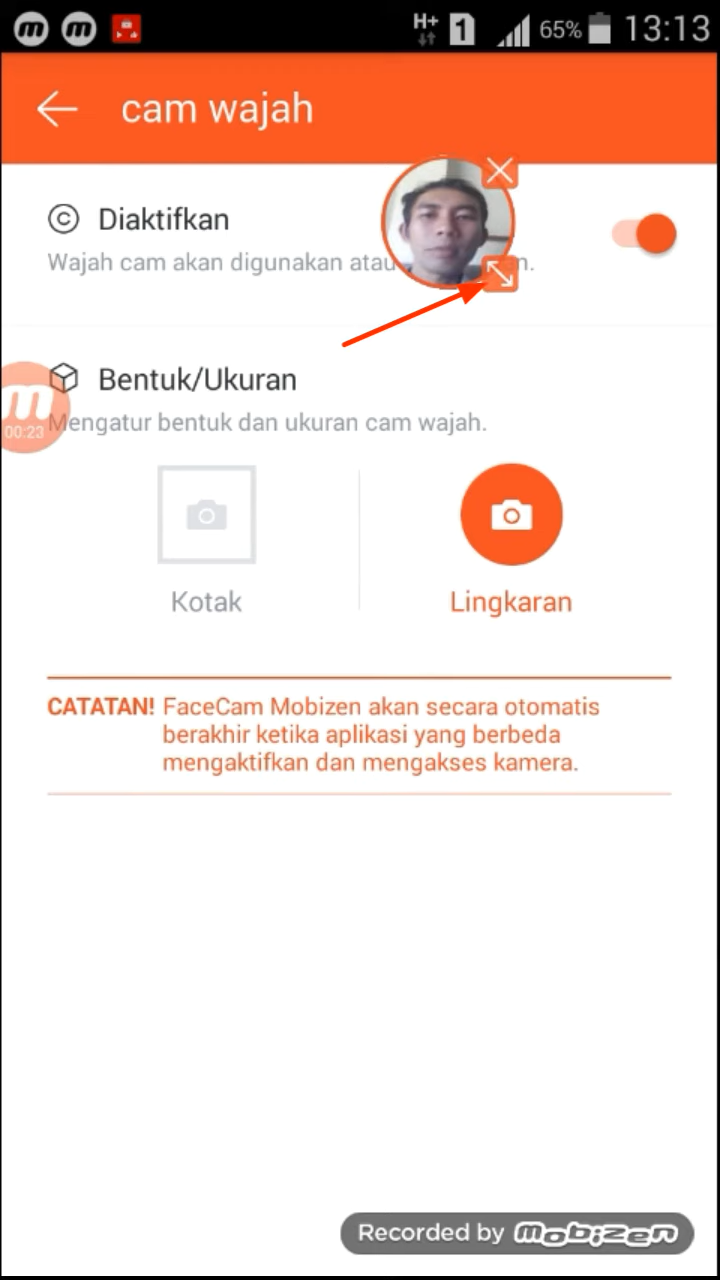 H+ 1 65% 13:13
cam wajah
Diaktifkan
Wajah cam akan digunakan atau n.
Bentuk/Ukuran
00:23
Mengatur bentuk dan ukuran cam wajah.
Kotak
Lingkaran
CATATAN! FaceCam Mobizen akan secara otomatis
berakhir ketika aplikasi yang berbeda
mengaktifkan dan mengakses kamera.
Recorded by mobizen